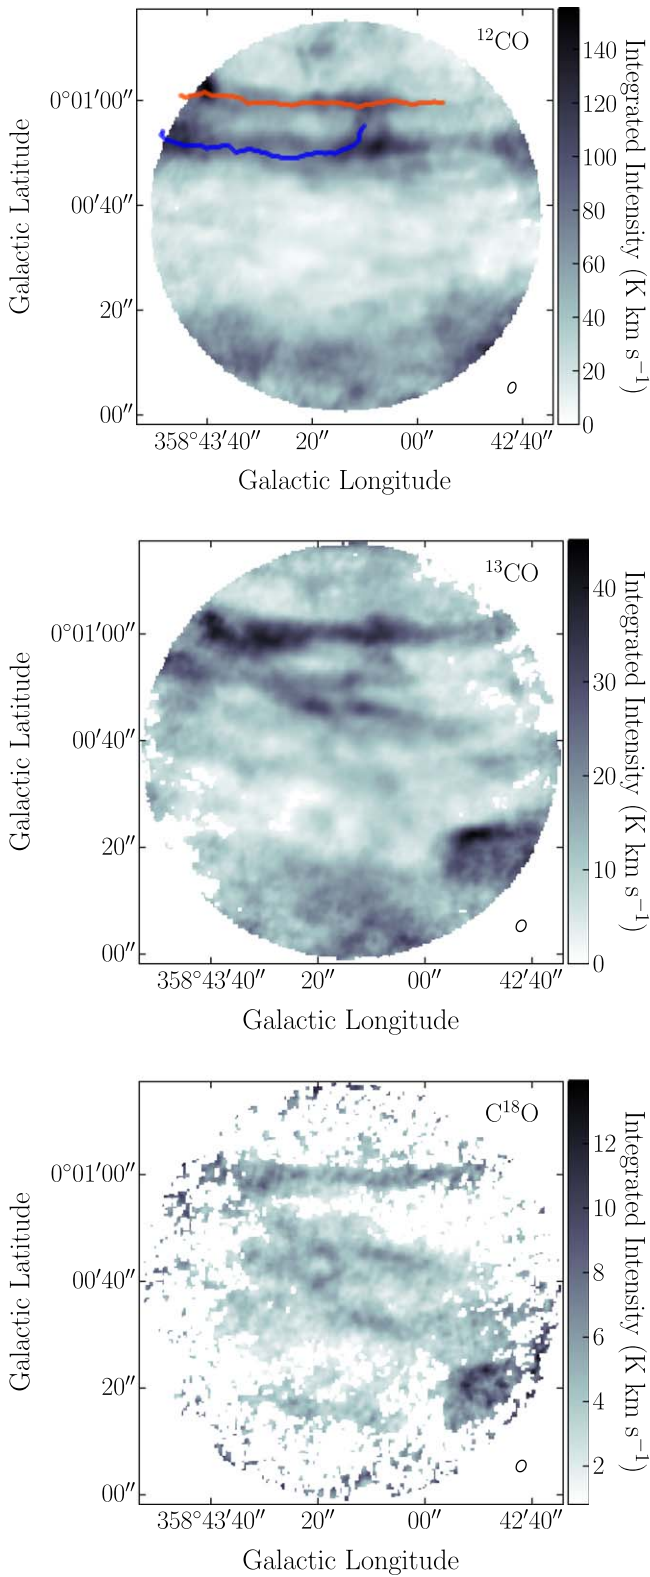 ¹²CO
0°01′00″
00′40″
20″
00″
358°43′40″ 20″ 00″ 42′40″
Galactic Longitude
Galactic Latitude
140
120
100
80
60
40
20
0
Integrated Intensity (K km s⁻¹)
¹³CO
0°01′00″
00′40″
20″
00″
358°43′40″ 20″ 00″ 42′40″
Galactic Longitude
Galactic Latitude
40
30
20
10
0
Integrated Intensity (K km s⁻¹)
C¹⁸O
0°01′00″
00′40″
20″
00″
358°43′40″ 20″ 00″ 42′40″
Galactic Longitude
Galactic Latitude
12
10
8
6
4
2
Integrated Intensity (K km s⁻¹)